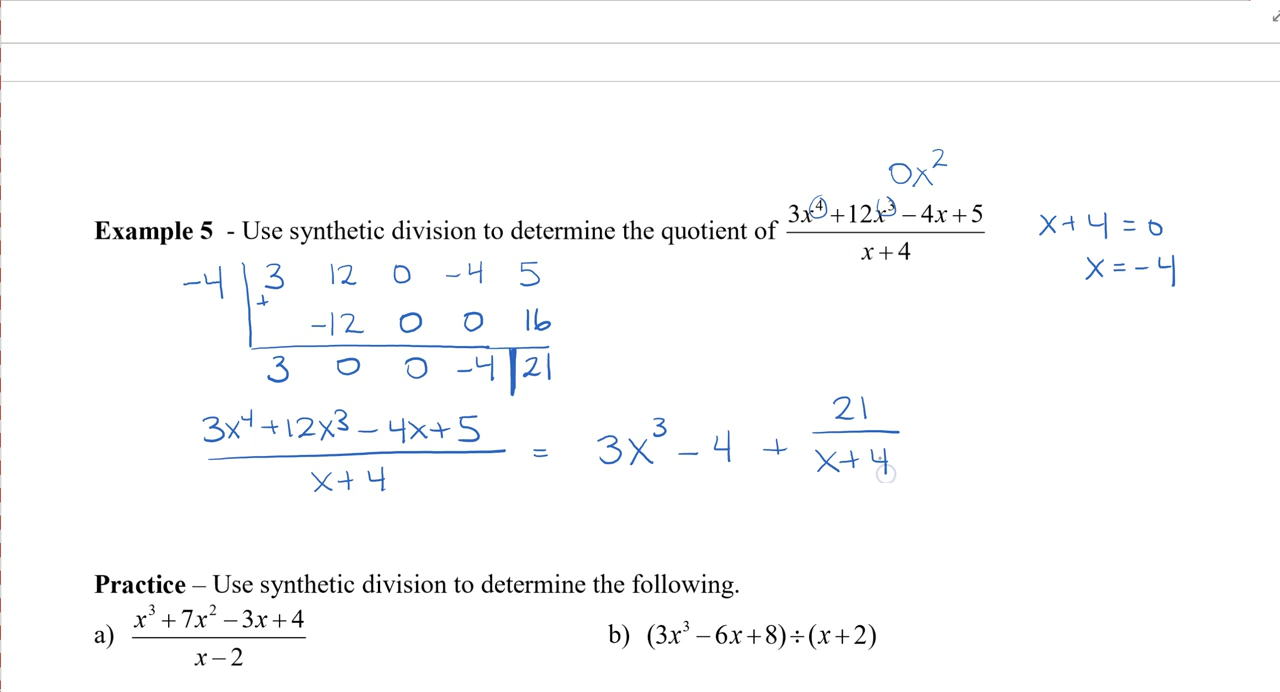 0x²
Example 5 - Use synthetic division to determine the quotient of (3x⁴ + 12x³ − 4x + 5)/(x + 4) x + 4 = 0
x = −4
−4 | 3 12 0 −4 5
+ −12 0 0 16
3 0 0 −4 | 21
(3x⁴ + 12x³ − 4x + 5)/(x + 4) = 3x³ − 4 + 21/(x + 4)
Practice – Use synthetic division to determine the following.
a) (x³ + 7x² − 3x + 4)/(x − 2) b) (3x³ − 6x + 8) ÷ (x + 2)